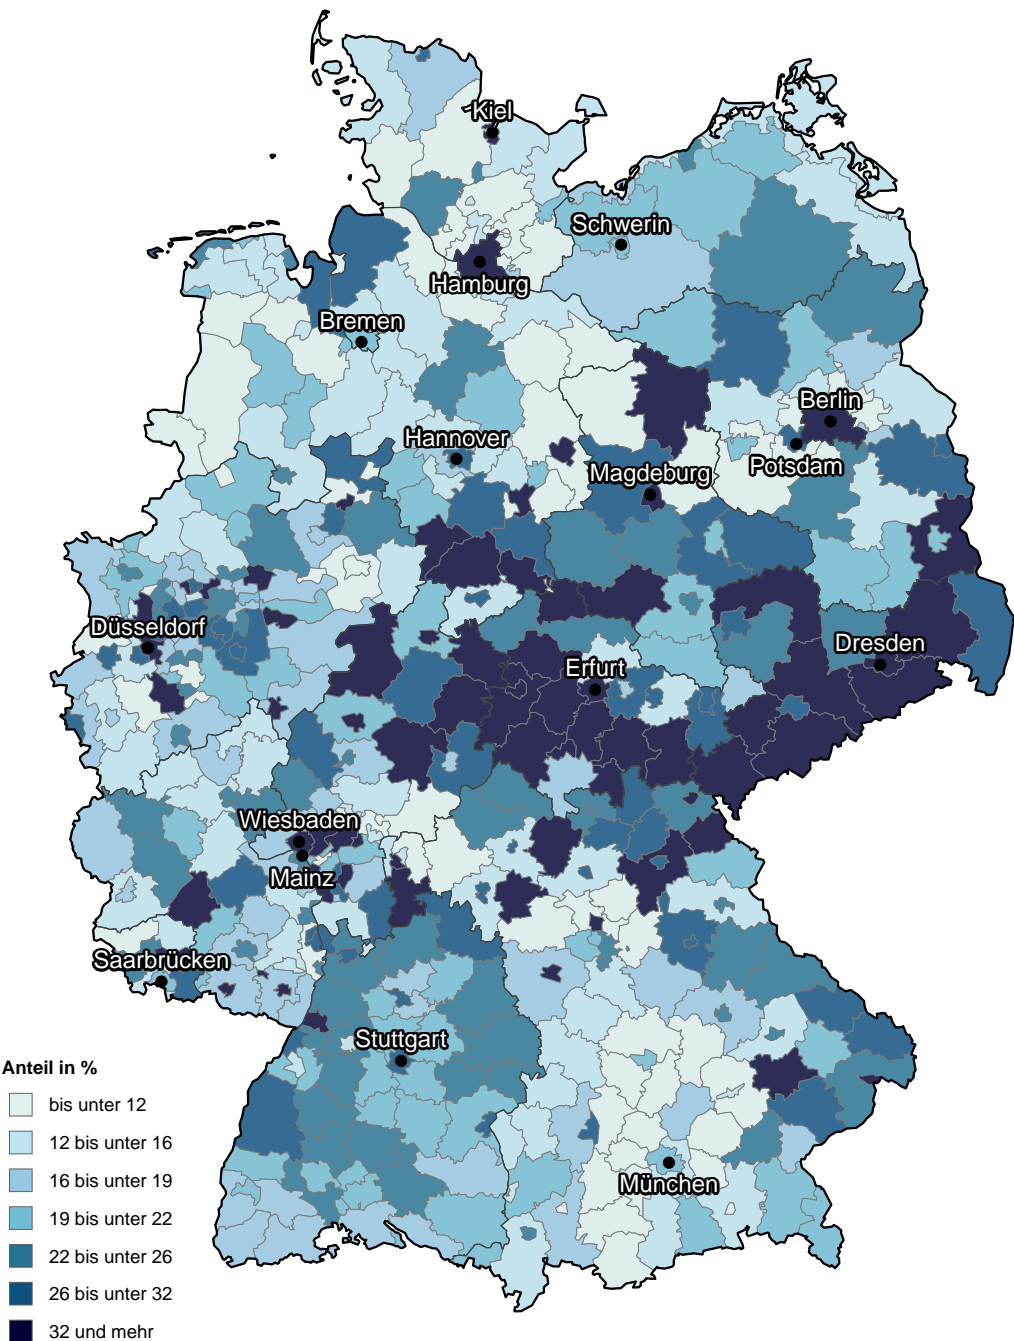 Kiel
Schwerin
Hamburg
Bremen
Berlin
Hannover
Potsdam
Magdeburg
Düsseldorf
Dresden
Erfurt
Wiesbaden
Mainz
Saarbrücken
Stuttgart
München
Anteil in %
bis unter 12
12 bis unter 16
16 bis unter 19
19 bis unter 22
22 bis unter 26
26 bis unter 32
32 und mehr